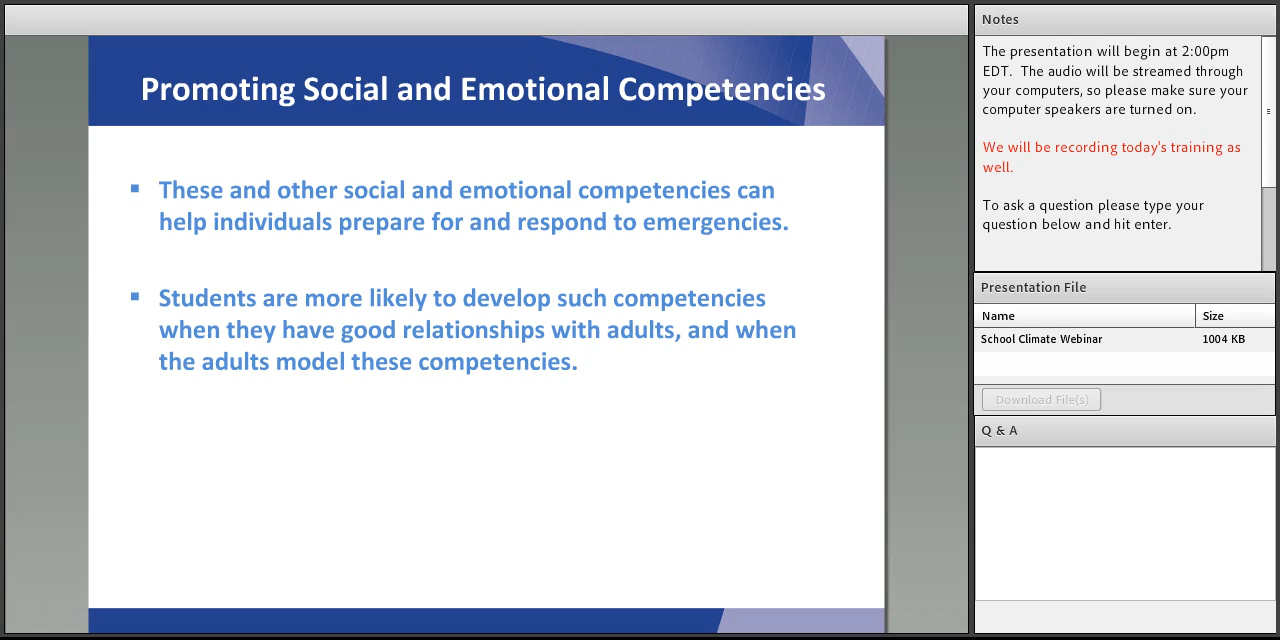 Promoting Social and Emotional Competencies
▪ These and other social and emotional competencies can
help individuals prepare for and respond to emergencies.
▪ Students are more likely to develop such competencies
when they have good relationships with adults, and when
the adults model these competencies.
Notes
The presentation will begin at 2:00pm
EDT.  The audio will be streamed through
your computers, so please make sure your
computer speakers are turned on.
We will be recording today's training as
well.
To ask a question please type your
question below and hit enter.
Presentation File
Name Size
School Climate Webinar 1004 KB
Download File(s)
Q & A